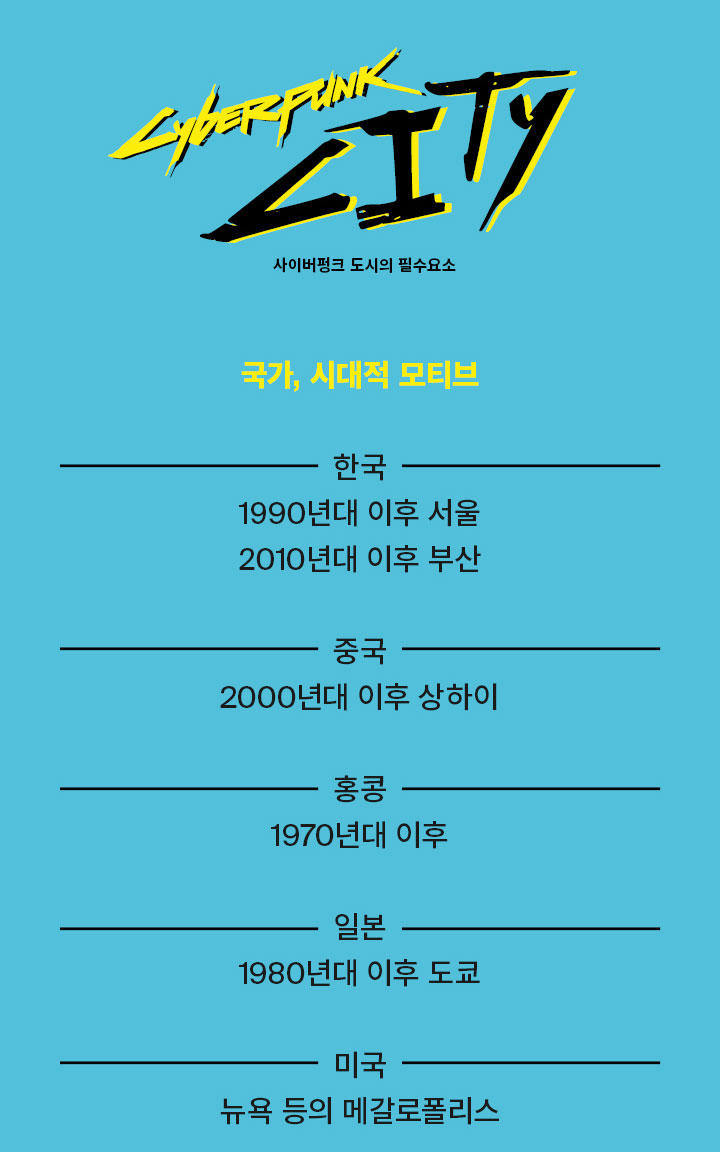 CYBERPUNK
CITY
사이버펑크 도시의 필수요소
국가, 시대적 모티브
한국
1990년대 이후 서울
2010년대 이후 부산
중국
2000년대 이후 상하이
홍콩
1970년대 이후
일본
1980년대 이후 도쿄
미국
뉴욕 등의 메갈로폴리스